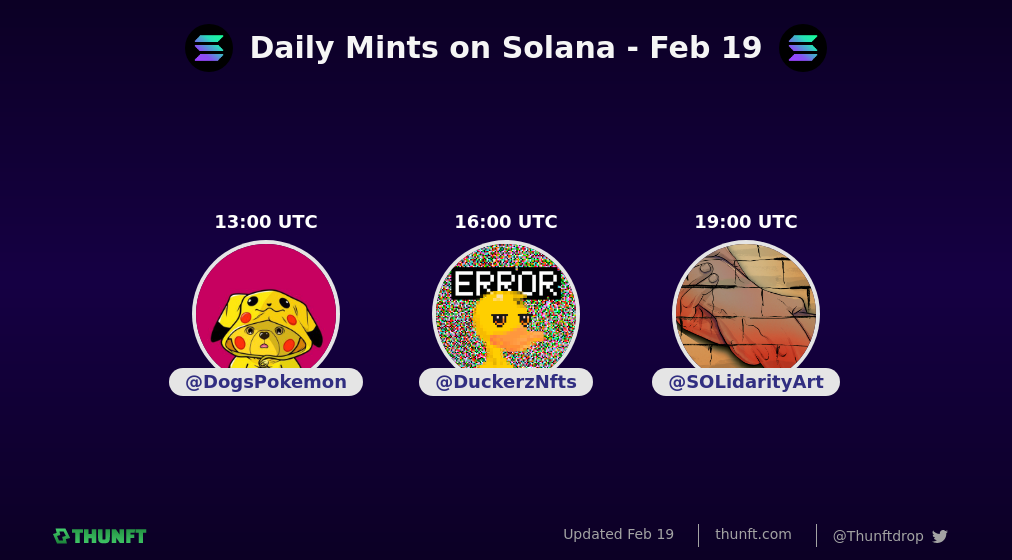 Daily Mints on Solana - Feb 19
13:00 UTC
16:00 UTC
19:00 UTC
ERROR
@DogsPokemon
@DuckerzNfts
@SOLidarityArt
THUNFT
Updated Feb 19
thunft.com
@Thunftdrop